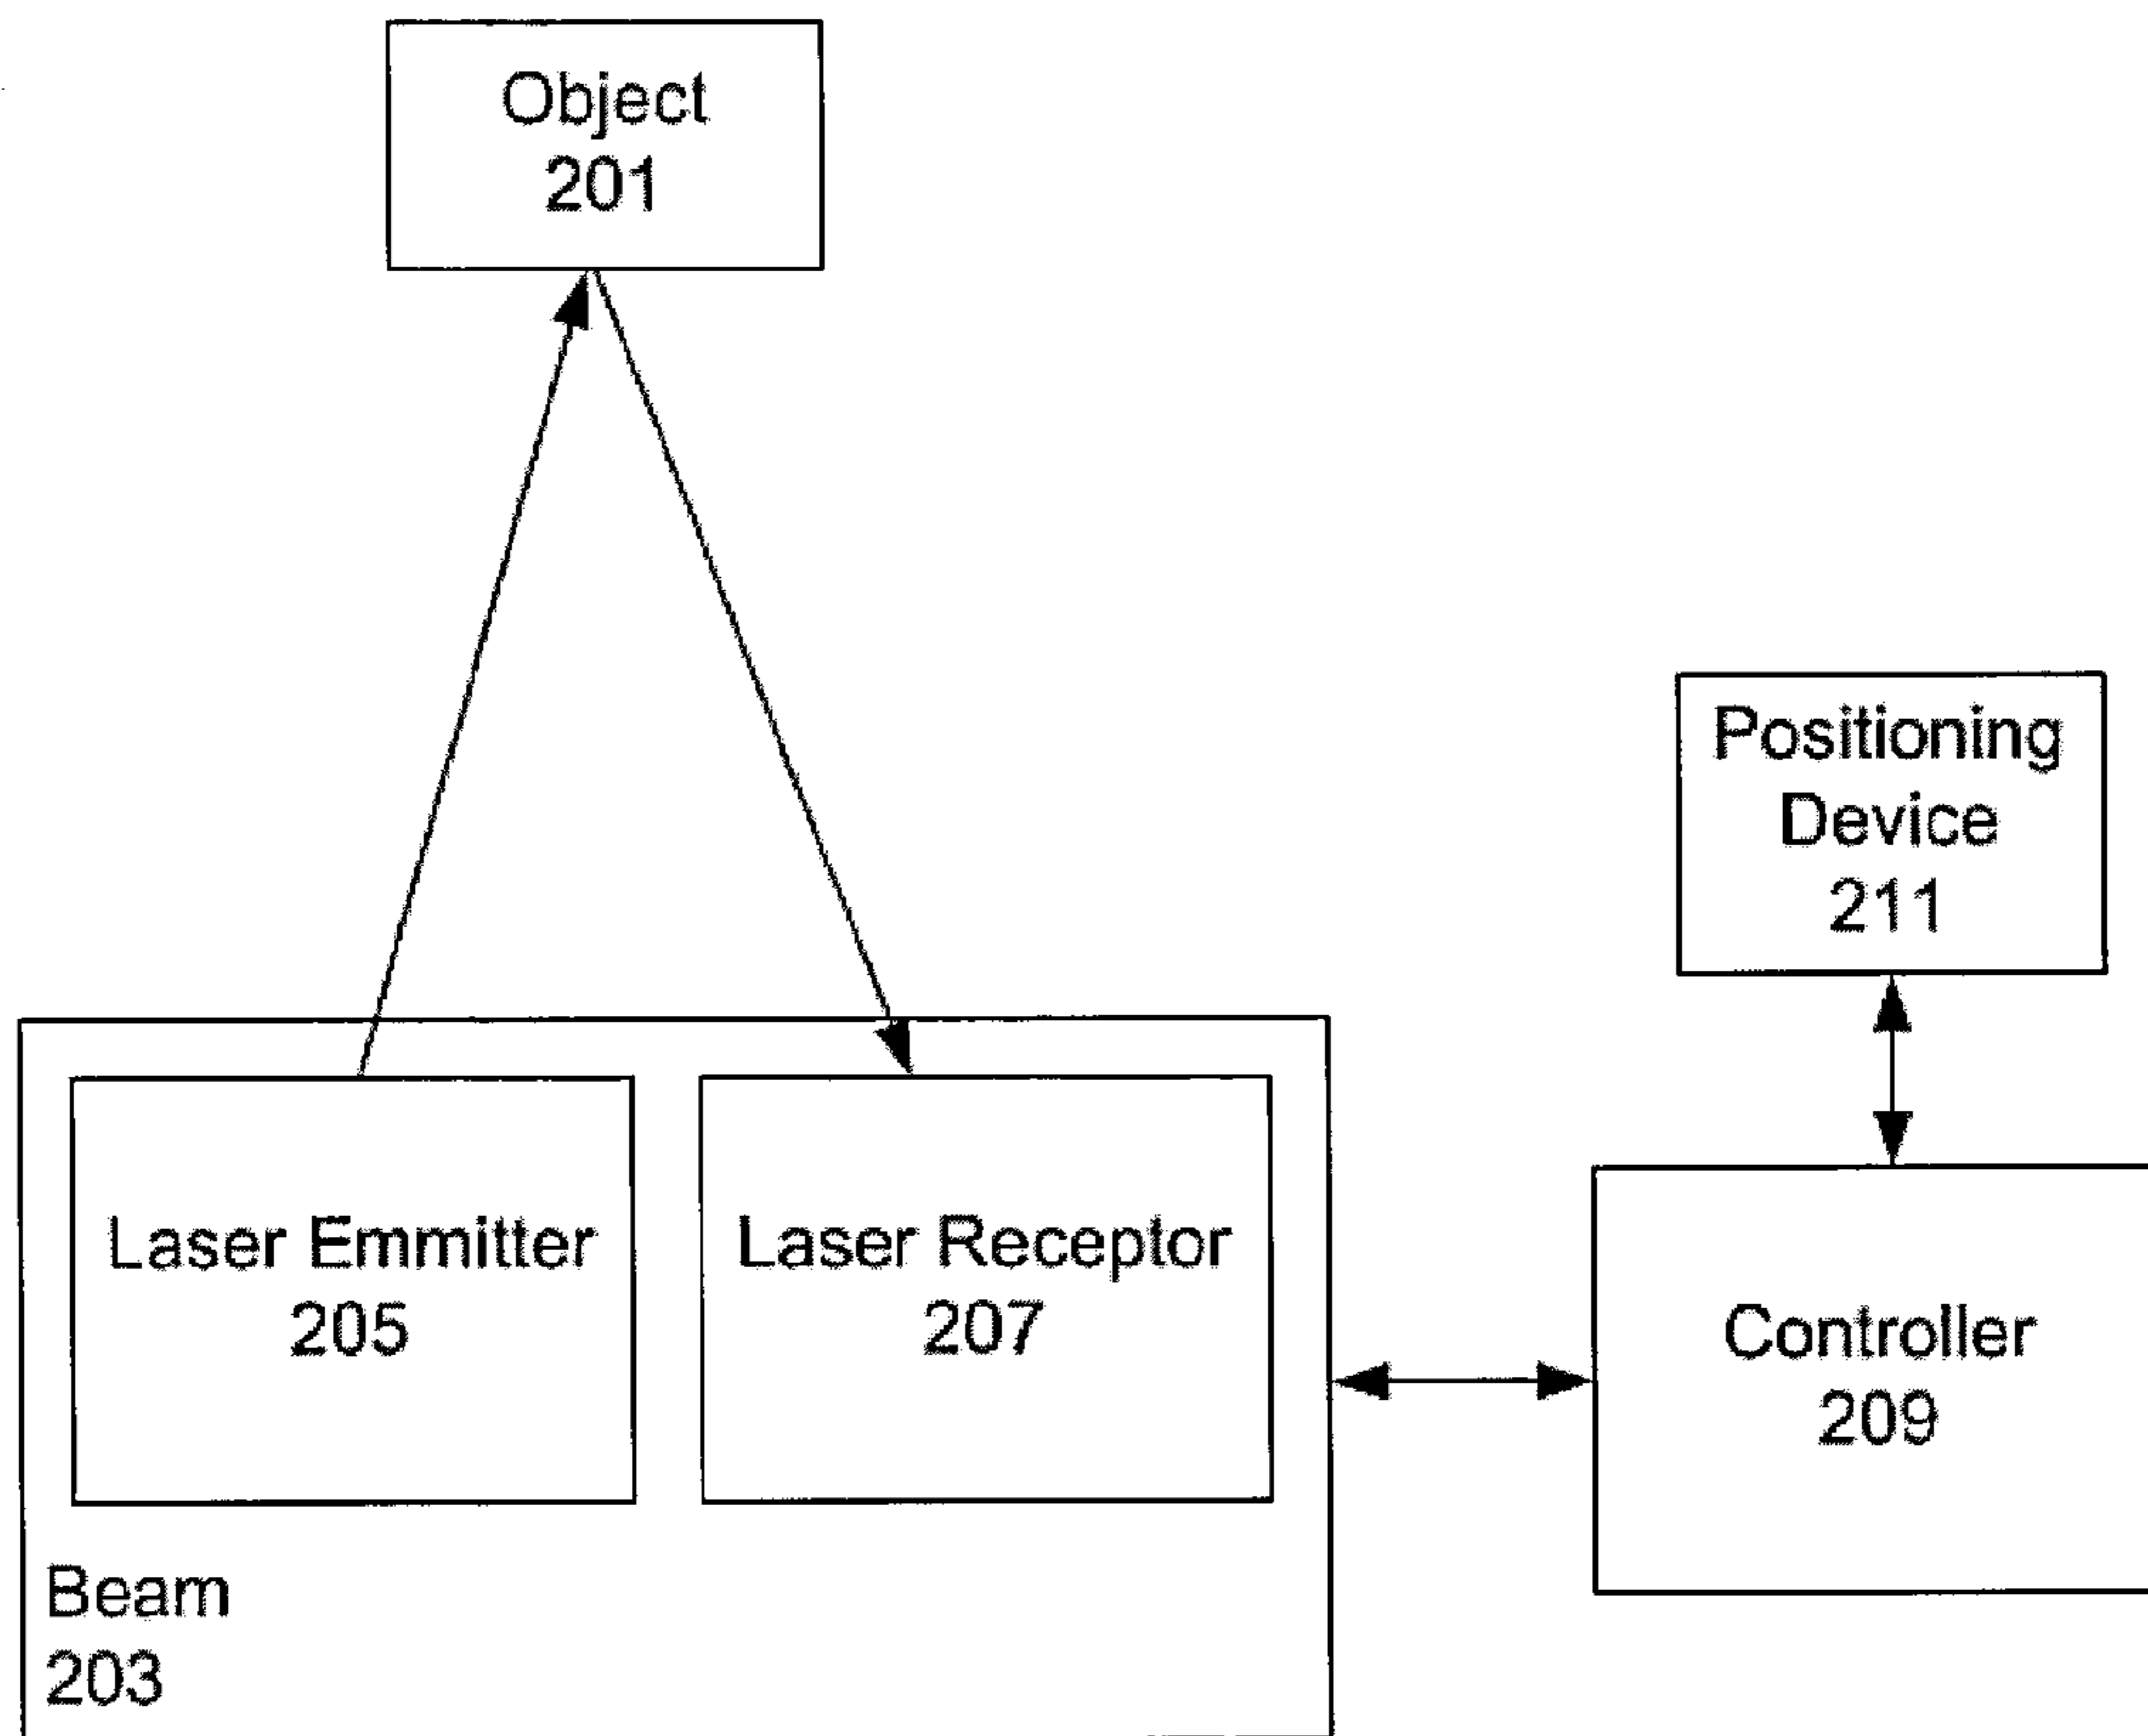 Object
201
Positioning
Device
211
Laser Emmitter
205
Laser Receptor
207
Controller
209
Beam
203